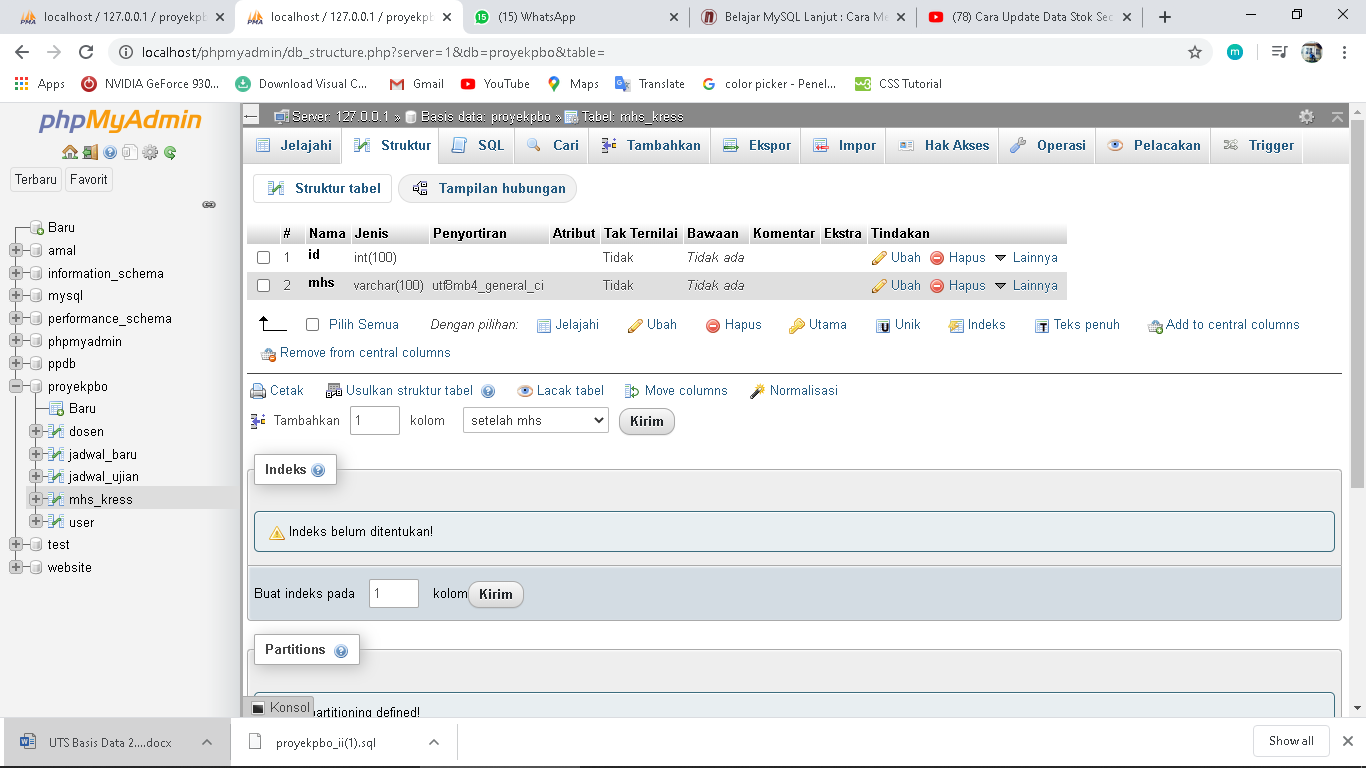 localhost / 127.0.0.1 / proyekpb
localhost / 127.0.0.1 / proyekpb
(15) WhatsApp
Belajar MySQL Lanjut : Cara Me
(78) Cara Update Data Stok Sec
localhost/phpmyadmin/db_structure.php?server=1&db=proyekpbo&table=
m
Apps
NVIDIA GeForce 930...
Download Visual C...
Gmail
YouTube
Maps
Translate
color picker - Penel...
CSS Tutorial
phpMyAdmin
Terbaru
Favorit
Baru
amal
information_schema
mysql
performance_schema
phpmyadmin
ppdb
proyekpbo
Baru
dosen
jadwal_baru
jadwal_ujian
mhs_kress
user
test
website
Server: 127.0.0.1 » Basis data: proyekpbo » Tabel: mhs_kress
Jelajahi Struktur SQL Cari Tambahkan Ekspor Impor Hak Akses Operasi Pelacakan Trigger
Struktur tabel Tampilan hubungan
# Nama Jenis Penyortiran Atribut Tak Ternilai Bawaan Komentar Ekstra Tindakan
1 id int(100) Tidak Tidak ada Ubah Hapus Lainnya
2 mhs varchar(100) utf8mb4_general_ci Tidak Tidak ada Ubah Hapus Lainnya
Pilih Semua Dengan pilihan: Jelajahi Ubah Hapus Utama Unik Indeks Teks penuh Add to central columns
Remove from central columns
Cetak Usulkan struktur tabel Lacak tabel Move columns Normalisasi
Tambahkan 1 kolom setelah mhs Kirim
Indeks
Indeks belum ditentukan!
Buat indeks pada 1 kolom Kirim
Partitions
partitioning defined!
Konsol
UTS Basis Data 2....docx
proyekpbo_ii(1).sql
Show all